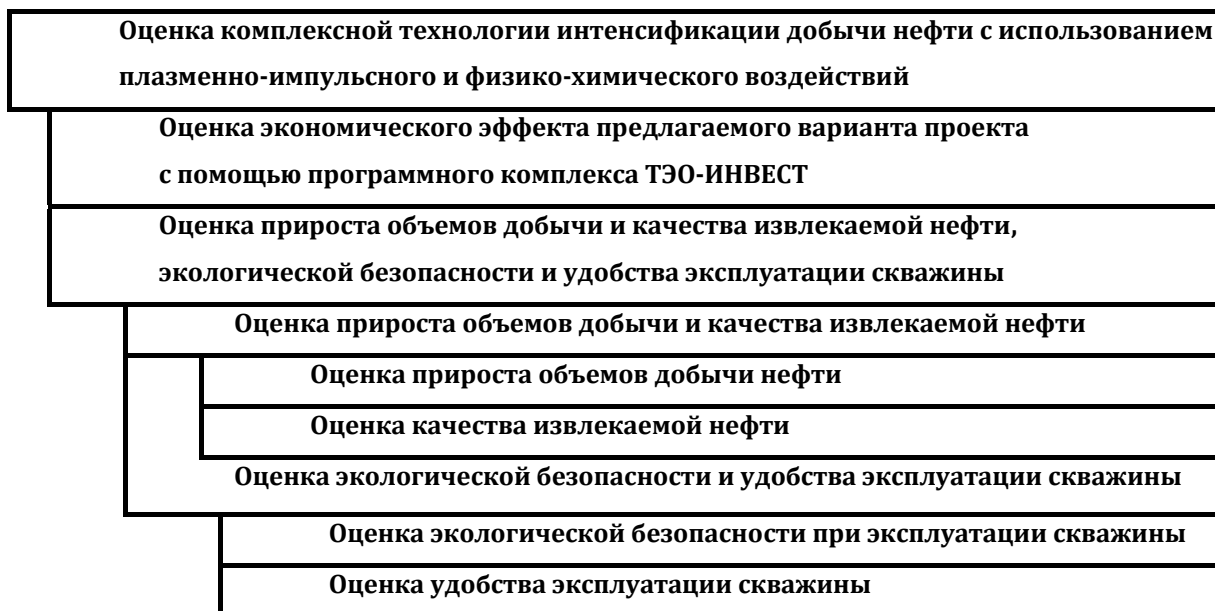 Оценка комплексной технологии интенсификации добычи нефти с использованием
плазменно-импульсного и физико-химического воздействий
Оценка экономического эффекта предлагаемого варианта проекта
с помощью программного комплекса ТЭО-ИНВЕСТ
Оценка прироста объемов добычи и качества извлекаемой нефти,
экологической безопасности и удобства эксплуатации скважины
Оценка прироста объемов добычи и качества извлекаемой нефти
Оценка прироста объемов добычи нефти
Оценка качества извлекаемой нефти
Оценка экологической безопасности и удобства эксплуатации скважины
Оценка экологической безопасности при эксплуатации скважины
Оценка удобства эксплуатации скважины